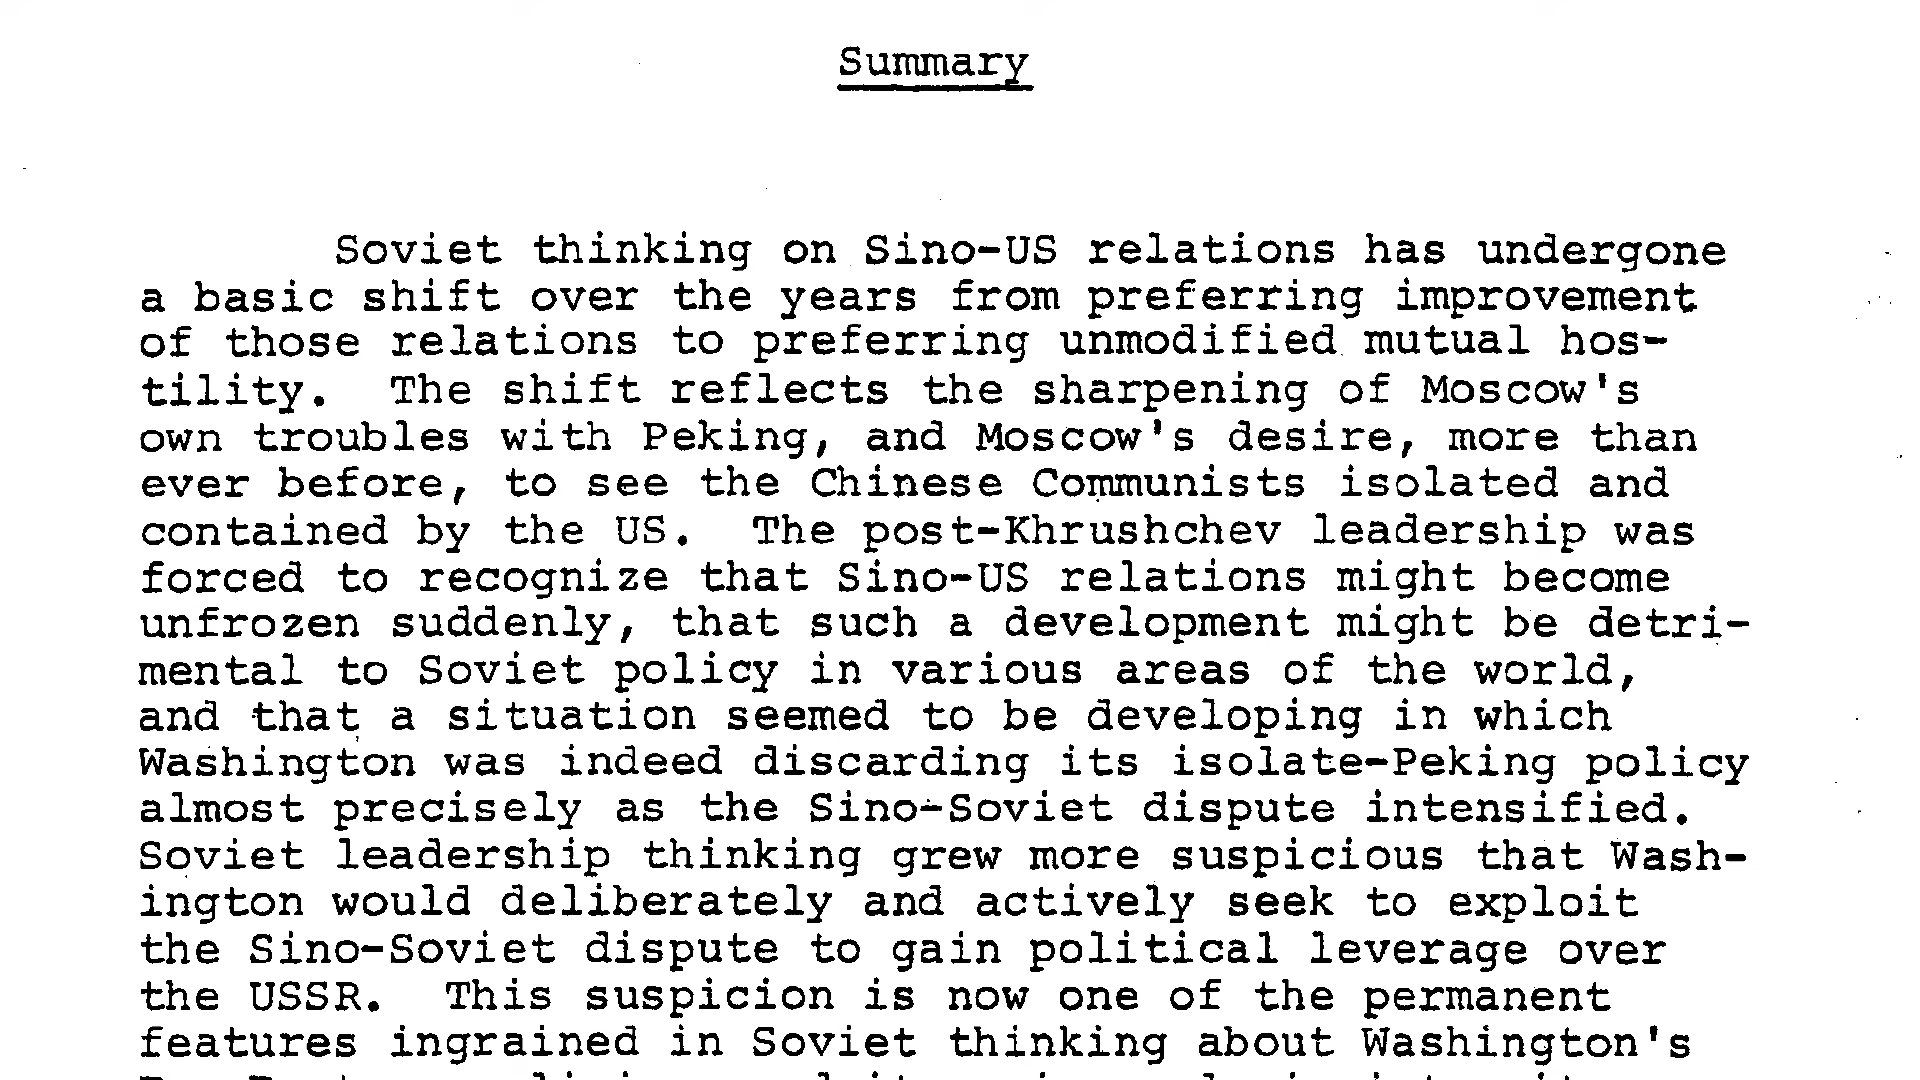 Summary
Soviet thinking on Sino-US relations has undergone
a basic shift over the years from preferring improvement
of those relations to preferring unmodified mutual hos-
tility. The shift reflects the sharpening of Moscow's
own troubles with Peking, and Moscow's desire, more than
ever before, to see the Chinese Communists isolated and
contained by the US. The post-Khrushchev leadership was
forced to recognize that Sino-US relations might become
unfrozen suddenly, that such a development might be detri-
mental to Soviet policy in various areas of the world,
and that a situation seemed to be developing in which
Washington was indeed discarding its isolate-Peking policy
almost precisely as the Sino-Soviet dispute intensified.
Soviet leadership thinking grew more suspicious that Wash-
ington would deliberately and actively seek to exploit
the Sino-Soviet dispute to gain political leverage over
the USSR. This suspicion is now one of the permanent
features ingrained in Soviet thinking about Washington's